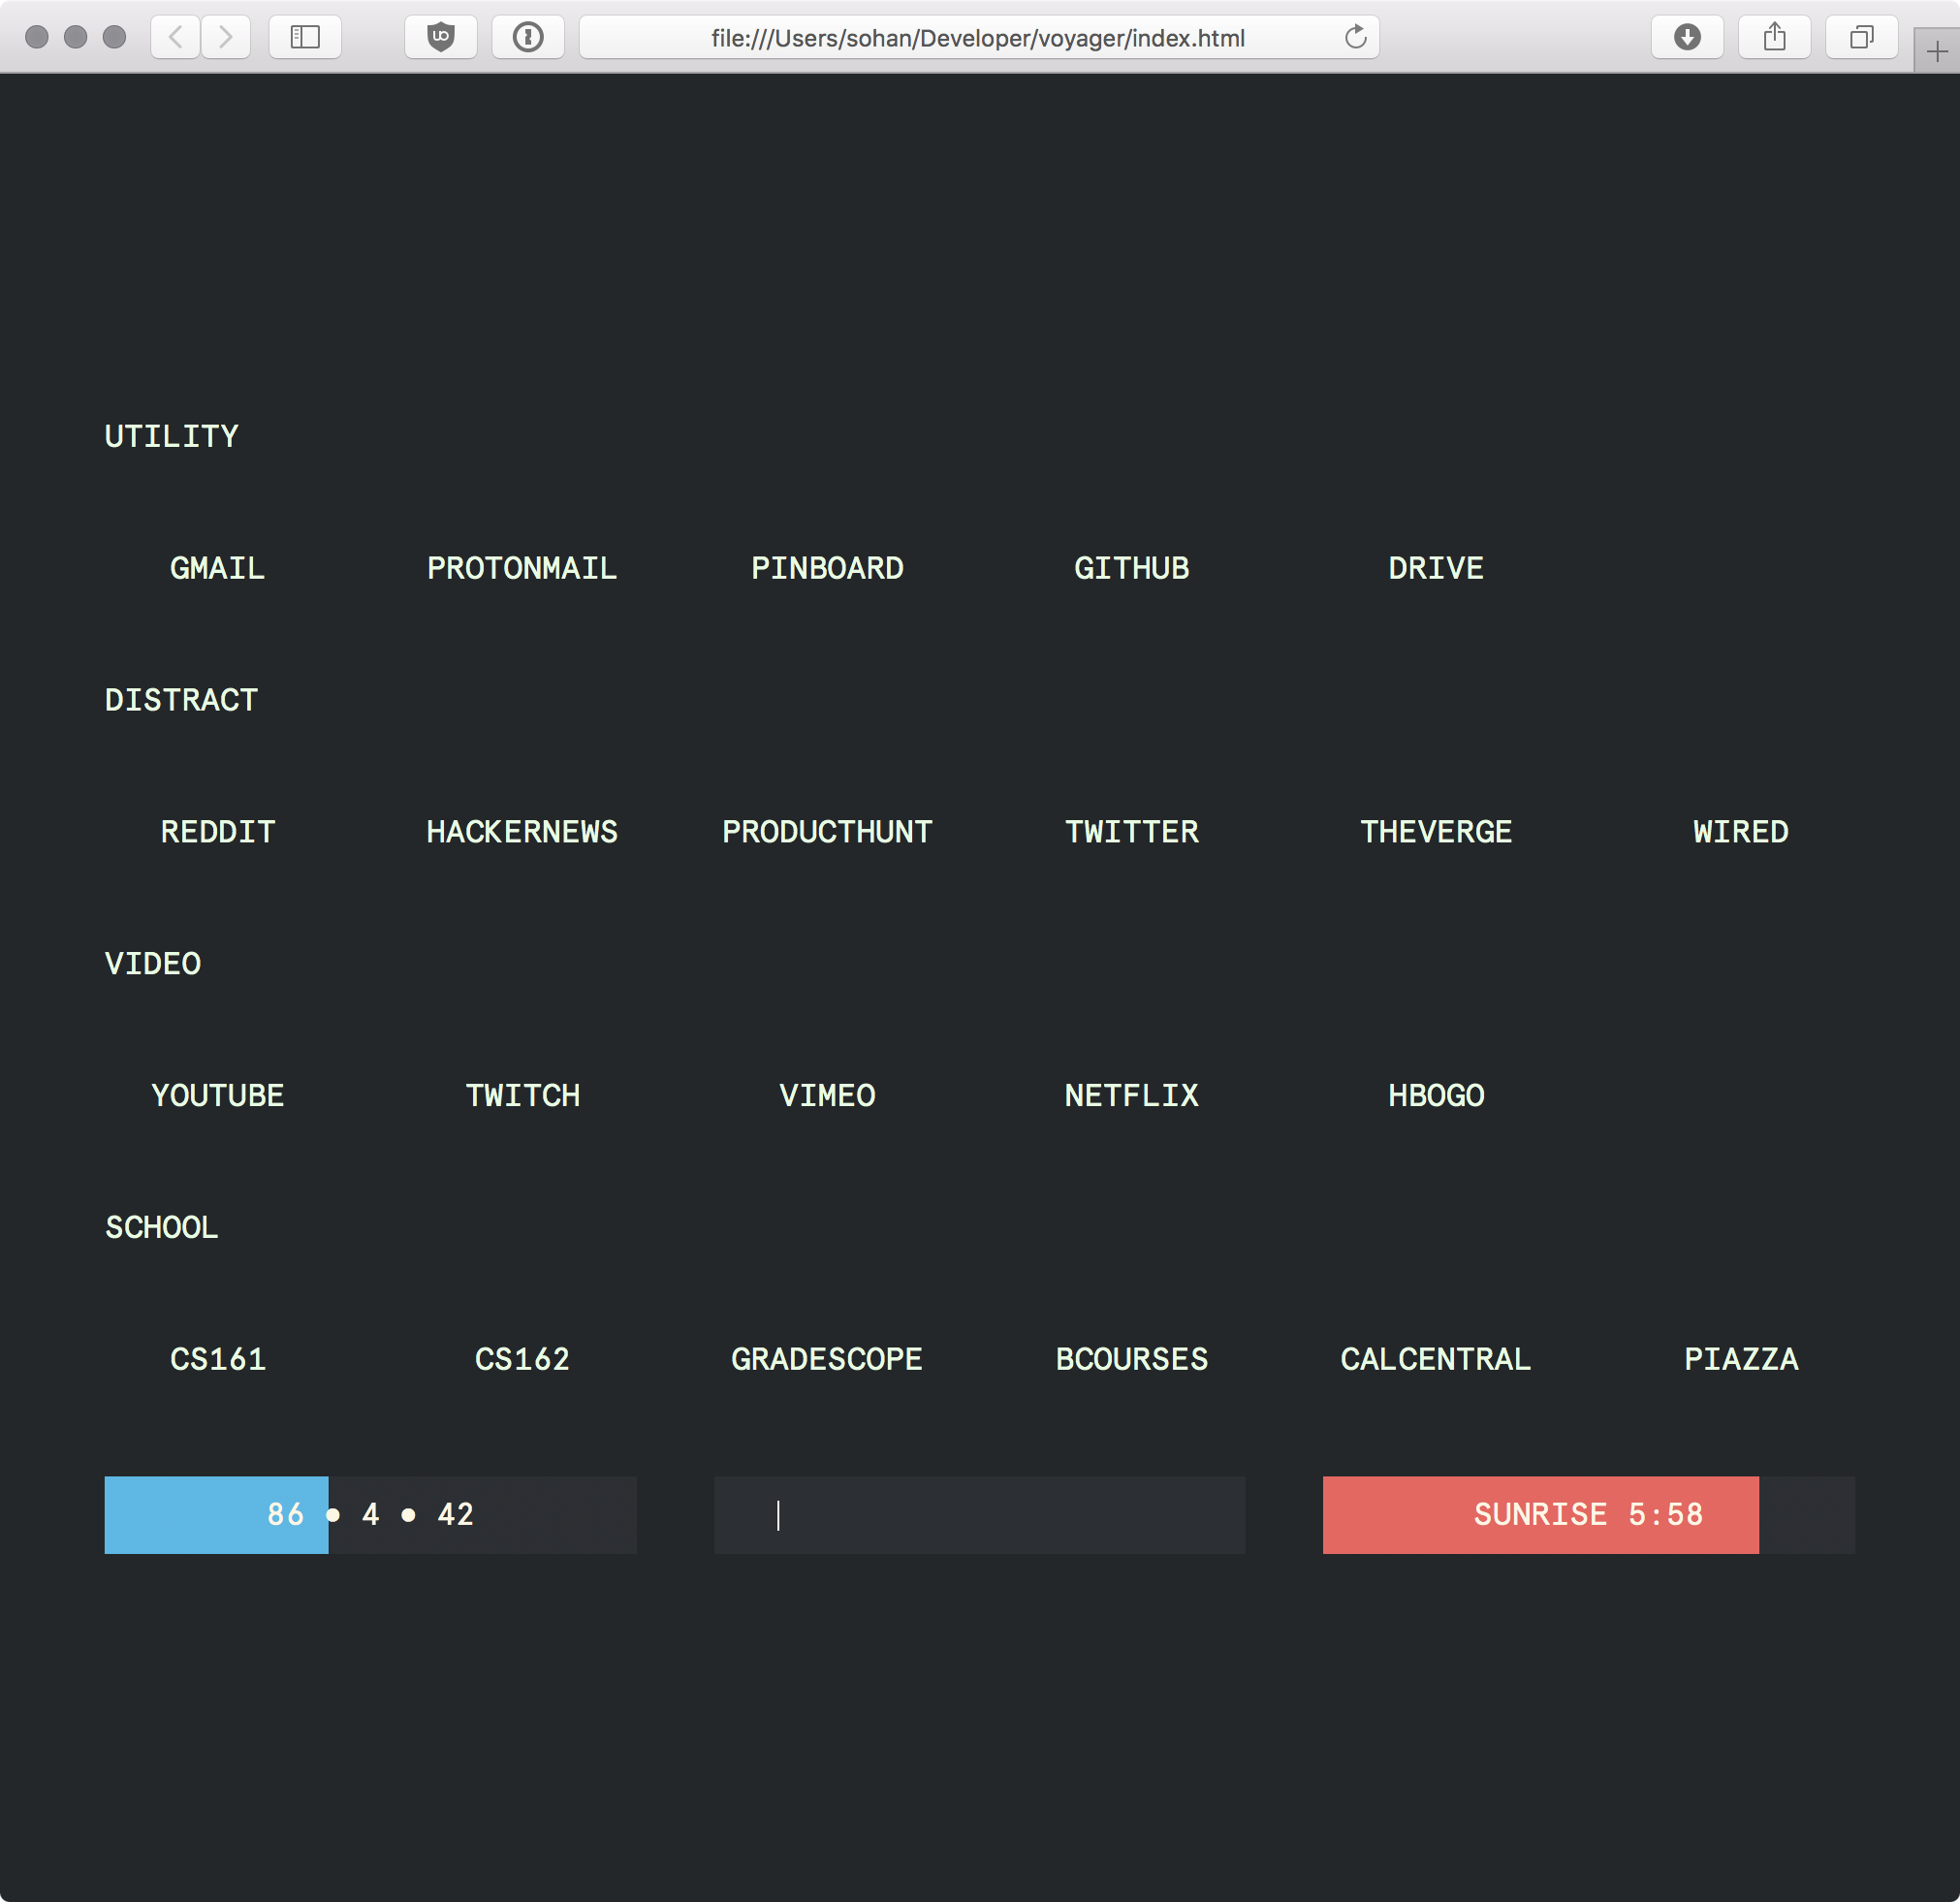 file:///Users/sohan/Developer/voyager/index.html
UTILITY
GMAIL PROTONMAIL PINBOARD GITHUB DRIVE
DISTRACT
REDDIT HACKERNEWS PRODUCTHUNT TWITTER THEVERGE WIRED
VIDEO
YOUTUBE TWITCH VIMEO NETFLIX HBOGO
SCHOOL
CS161 CS162 GRADESCOPE BCOURSES CALCENTRAL PIAZZA
86 • 4 • 42 SUNRISE 5:58